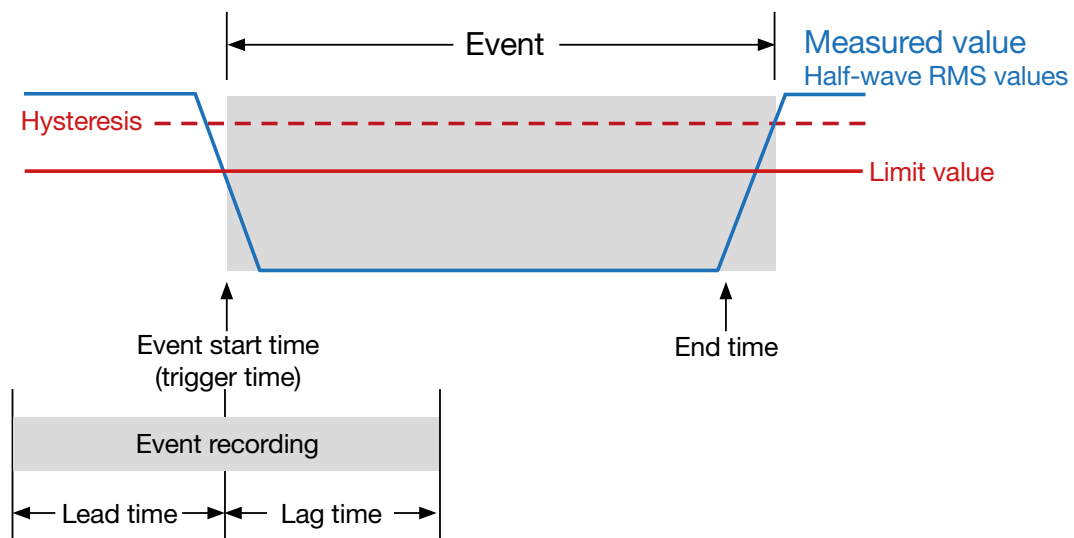 Event
Measured value
Half-wave RMS values
Hysteresis
Limit value
Event start time
(trigger time)
End time
Event recording
Lead time
Lag time